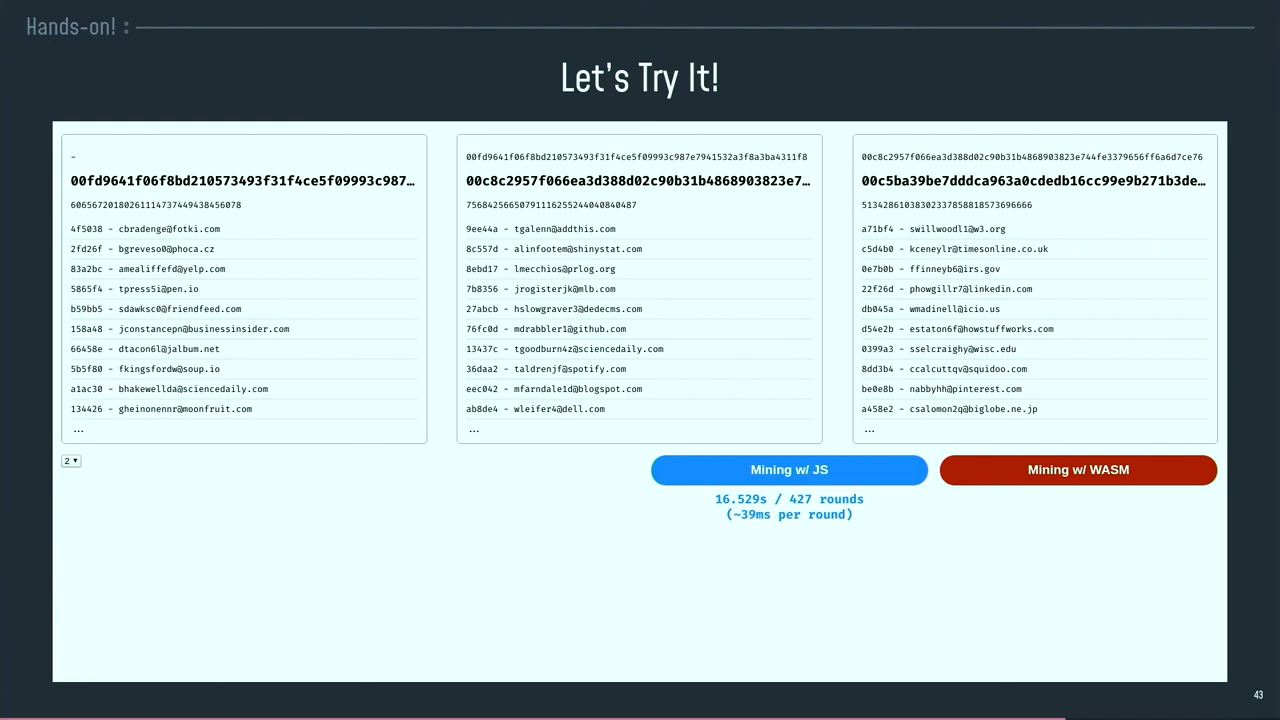 Hands-on! :
Let's Try It!
-
00fd9641f06f8bd210573493f31f4ce5f09993c987…
60656720180261114737449438456078
4f5038 - cbradenge@fotki.com
2fd26f - bgreveso0@phoca.cz
83a2bc - amealiffefd@yelp.com
5865f4 - tpress5i@pen.io
b59bb5 - sdawksc0@friendfeed.com
158a48 - jconstancepn@businessinsider.com
66458e - dtacon6l@jalbum.net
5b5f80 - fkingsfordw@soup.io
a1ac30 - bhakewellda@sciencedaily.com
134426 - gheinonennr@moonfruit.com
...
00fd9641f06f8bd210573493f31f4ce5f09993c987e7941532a3f8a3ba4311f8
00c8c2957f066ea3d388d02c90b31b4868903823e7…
75684256650791116255244040840487
9ee44a - tgalenn@addthis.com
8c557d - alinfootem@shinystat.com
8ebd17 - lmecchios@prlog.org
7b8356 - jrogisterjk@mlb.com
27abcb - hslowgraver3@dedecms.com
76fc0d - mdrabbler1@github.com
13437c - tgoodburn4z@sciencedaily.com
36daa2 - taldrenjf@spotify.com
eec042 - mfarndale1d@blogspot.com
ab8de4 - wleifer4@dell.com
...
00c8c2957f066ea3d388d02c90b31b4868903823e744fe3379656ff6a6d7ce76
00c5ba39be7dddca963a0cdedb16cc99e9b271b3de…
51342861038302337858818573696666
a71bf4 - swillwoodl1@w3.org
c5d4b0 - kceneylr@timesonline.co.uk
0e7b0b - ffinneyb6@irs.gov
22f26d - phowgillr7@linkedin.com
db045a - wmadinell@icio.us
d54e2b - estaton6f@howstuffworks.com
0399a3 - sselcraighy@wisc.edu
8dd3b4 - ccalcuttqv@squidoo.com
be0e8b - nabbyhh@pinterest.com
a458e2 - csalomon2q@biglobe.ne.jp
...
2
Mining w/ JS
Mining w/ WASM
16.529s / 427 rounds
(~39ms per round)
43